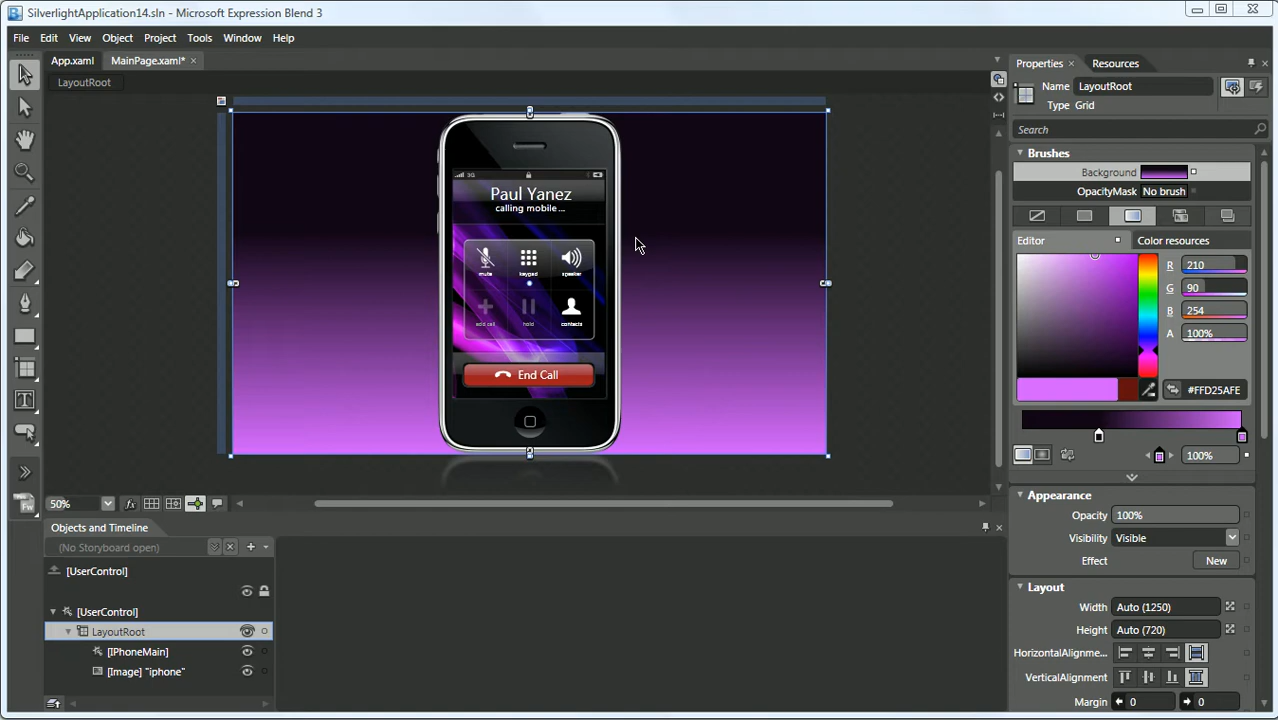 SilverlightApplication14.sln - Microsoft Expression Blend 3
File Edit View Object Project Tools Window Help
App.xaml MainPage.xaml* ×
LayoutRoot
3G
Paul Yanez
calling mobile ...
mute keypad speaker
add call hold contacts
End Call
Properties × Resources
Name LayoutRoot
Type Grid
Search
Brushes
Background
OpacityMask No brush
Editor Color resources
R 210
G 90
B 254
A 100%
#FFD25AFE
100%
Appearance
Opacity 100%
Visibility Visible
Effect New
Layout
Width Auto (1250)
Height Auto (720)
HorizontalAlignme...
VerticalAlignment
Margin 0 0
50% fx
Objects and Timeline
(No Storyboard open)
[UserControl]
[UserControl]
LayoutRoot
[IPhoneMain]
[Image] "iphone"
Fw